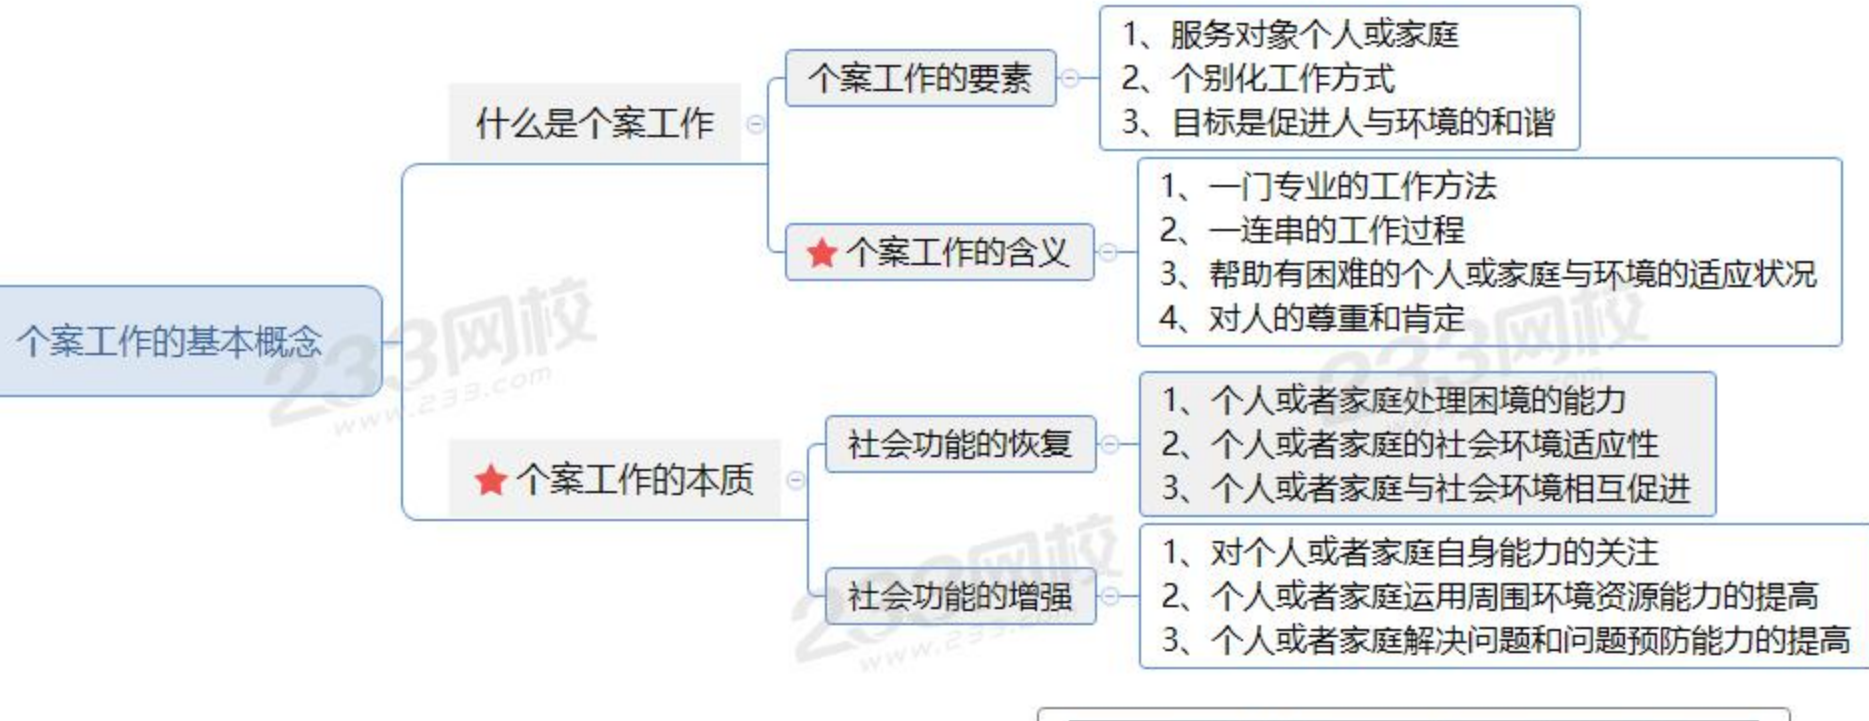 个案工作的基本概念
什么是个案工作
个案工作的要素
1、服务对象个人或家庭
2、个别化工作方式
3、目标是促进人与环境的和谐
★个案工作的含义
1、一门专业的工作方法
2、一连串的工作过程
3、帮助有困难的个人或家庭与环境的适应状况
4、对人的尊重和肯定
★个案工作的本质
社会功能的恢复
1、个人或者家庭处理困境的能力
2、个人或者家庭的社会环境适应性
3、个人或者家庭与社会环境相互促进
社会功能的增强
1、对个人或者家庭自身能力的关注
2、个人或者家庭运用周围环境资源能力的提高
3、个人或者家庭解决问题和问题预防能力的提高
233网校
www.233.com
233网校
233网校
www.233.com